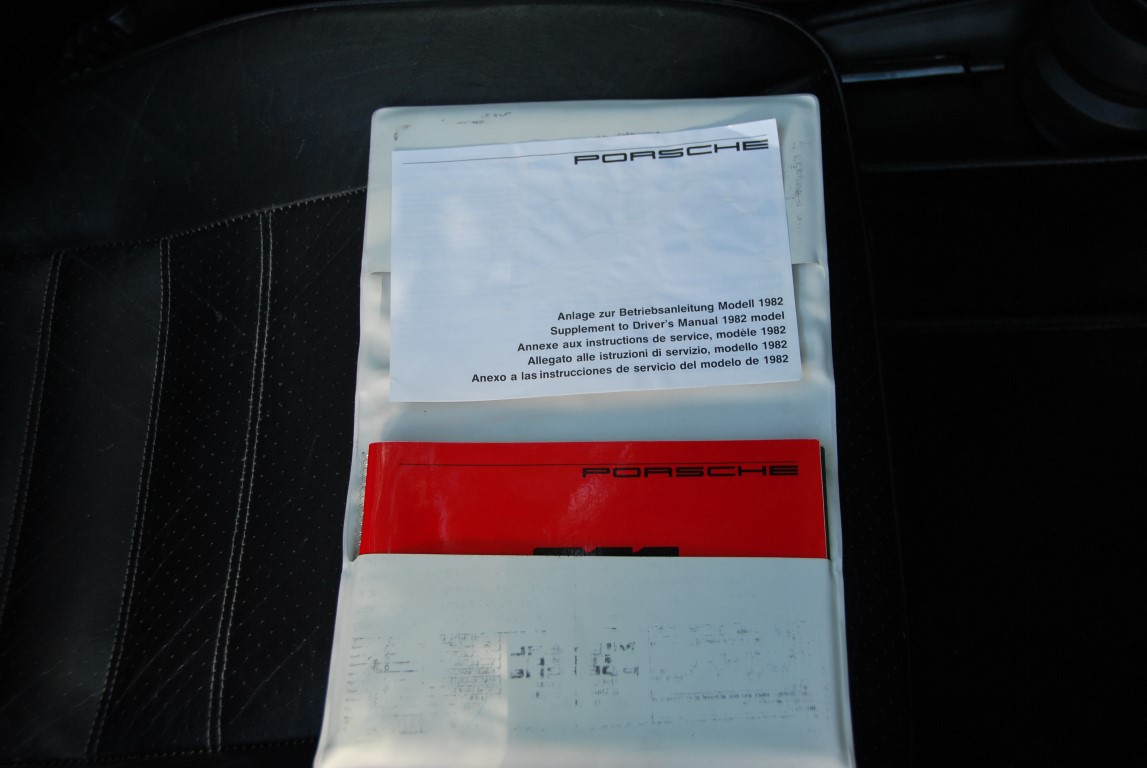 PORSCHE
Anlage zur Betriebsanleitung Modell 1982
Supplement to Driver's Manual 1982 model
Annexe aux instructions de service, modèle 1982
Allegato alle istruzioni di servizio, modello 1982
Anexo a las instrucciones de servicio del modelo de 1982
PORSCHE